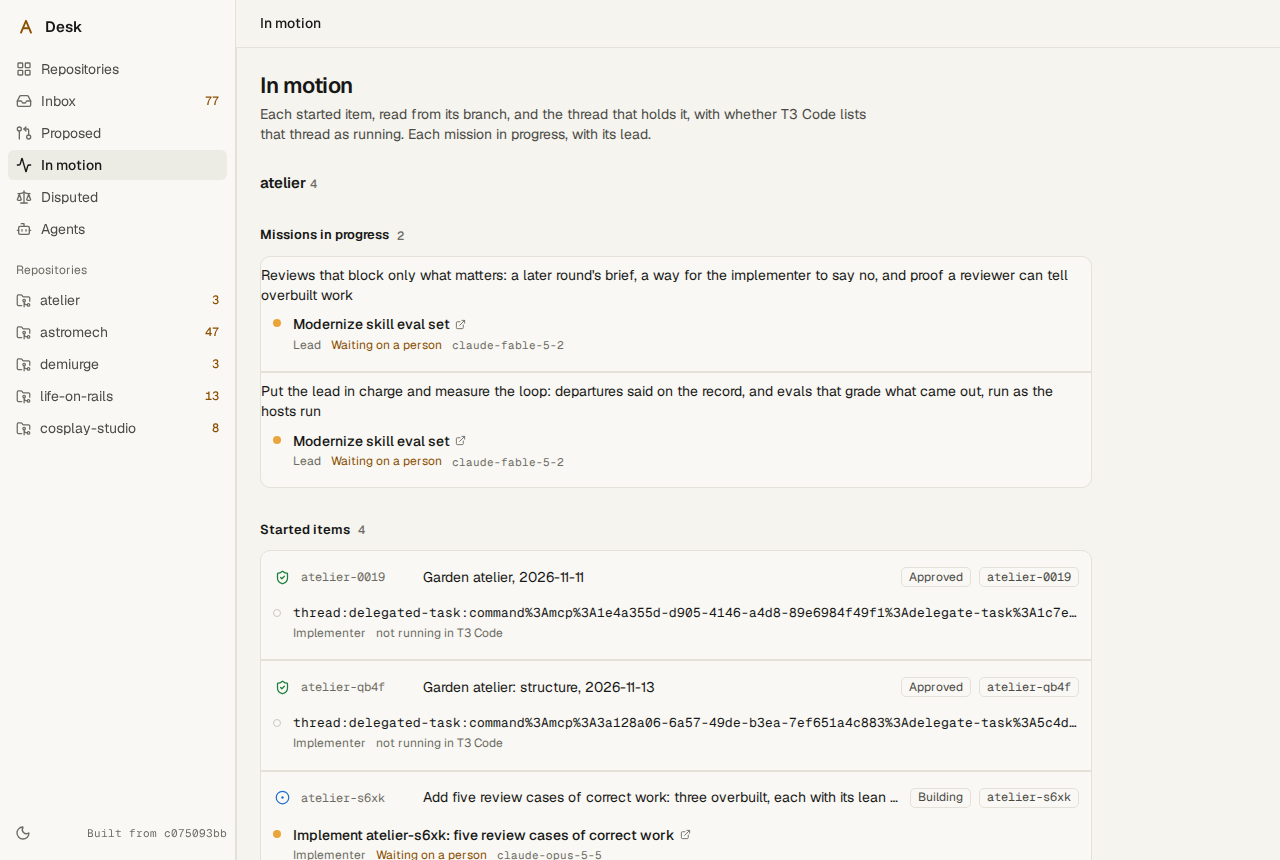 Desk
In motion
Repositories
Inbox 77
Proposed
In motion
Disputed
Agents
Repositories
atelier 3
astromech 47
demiurge 3
life-on-rails 13
cosplay-studio 8
Built from c075093bb
In motion
Each started item, read from its branch, and the thread that holds it, with whether T3 Code lists
that thread as running. Each mission in progress, with its lead.
atelier 4
Missions in progress 2
Reviews that block only what matters: a later round's brief, a way for the implementer to say no, and proof a reviewer can tell
overbuilt work
Modernize skill eval set
Lead Waiting on a person claude-fable-5-2
Put the lead in charge and measure the loop: departures said on the record, and evals that grade what came out, run as the
hosts run
Modernize skill eval set
Lead Waiting on a person claude-fable-5-2
Started items 4
atelier-0019 Garden atelier, 2026-11-11 Approved atelier-0019
thread:delegated-task:command%3Amcp%3A1e4a355d-d905-4146-a4d8-89e6984f49f1%3Adelegate-task%3A1c7e…
Implementer not running in T3 Code
atelier-qb4f Garden atelier: structure, 2026-11-13 Approved atelier-qb4f
thread:delegated-task:command%3Amcp%3A3a128a06-6a57-49de-b3ea-7ef651a4c883%3Adelegate-task%3A5c4d…
Implementer not running in T3 Code
atelier-s6xk Add five review cases of correct work: three overbuilt, each with its lean … Building atelier-s6xk
Implement atelier-s6xk: five review cases of correct work
Implementer Waiting on a person claude-opus-5-5